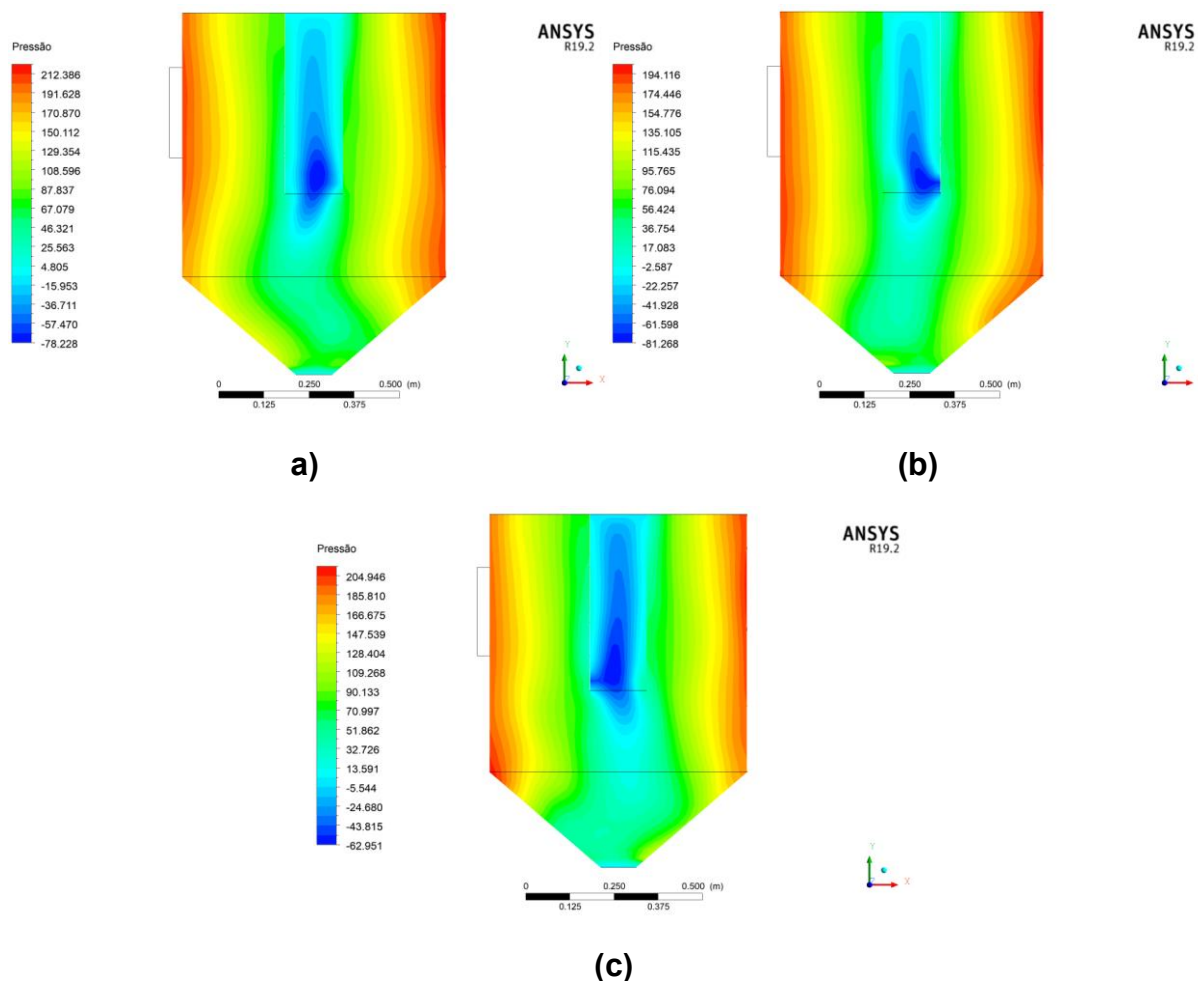 ANSYS
R19.2
Pressão
212.386
191.628
170.870
150.112
129.354
108.596
87.837
67.079
46.321
25.563
4.805
-15.953
-36.711
-57.470
-78.228
Y
Z
X
0 0.250 0.500 (m)
0.125 0.375
a)
ANSYS
R19.2
Pressão
194.116
174.446
154.776
135.105
115.435
95.765
76.094
56.424
36.754
17.083
-2.587
-22.257
-41.928
-61.598
-81.268
Y
0 0.250 0.500 (m)
0.125 0.375
(b)
ANSYS
R19.2
Pressão
204.946
185.810
166.675
147.539
128.404
109.268
90.133
70.997
51.862
32.726
13.591
-5.544
-24.680
-43.815
-62.951
Y
X
0 0.250 0.500 (m)
0.125 0.375
(c)